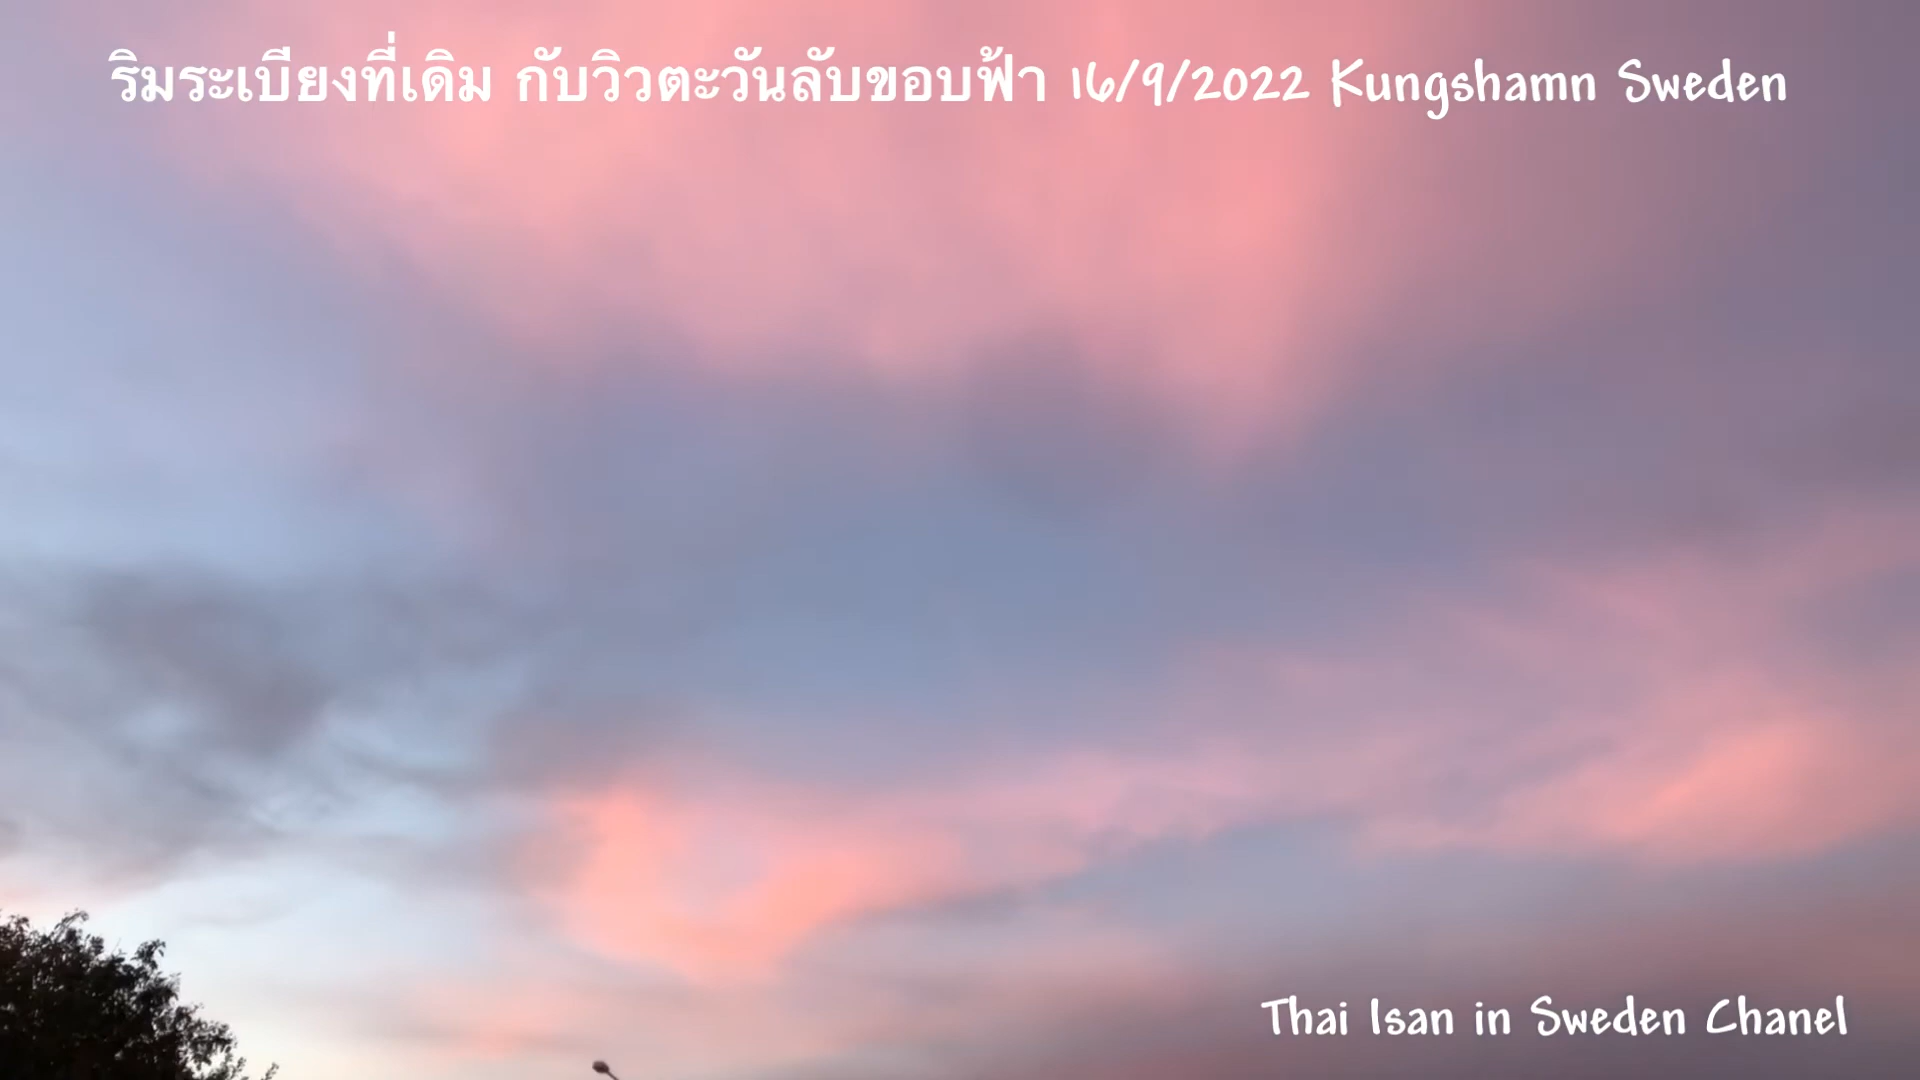 ริมระเบียงที่เดิม กับวิวตะวันลับขอบฟ้า 16/9/2022 Kungshamn Sweden
Thai Isan in Sweden Chanel